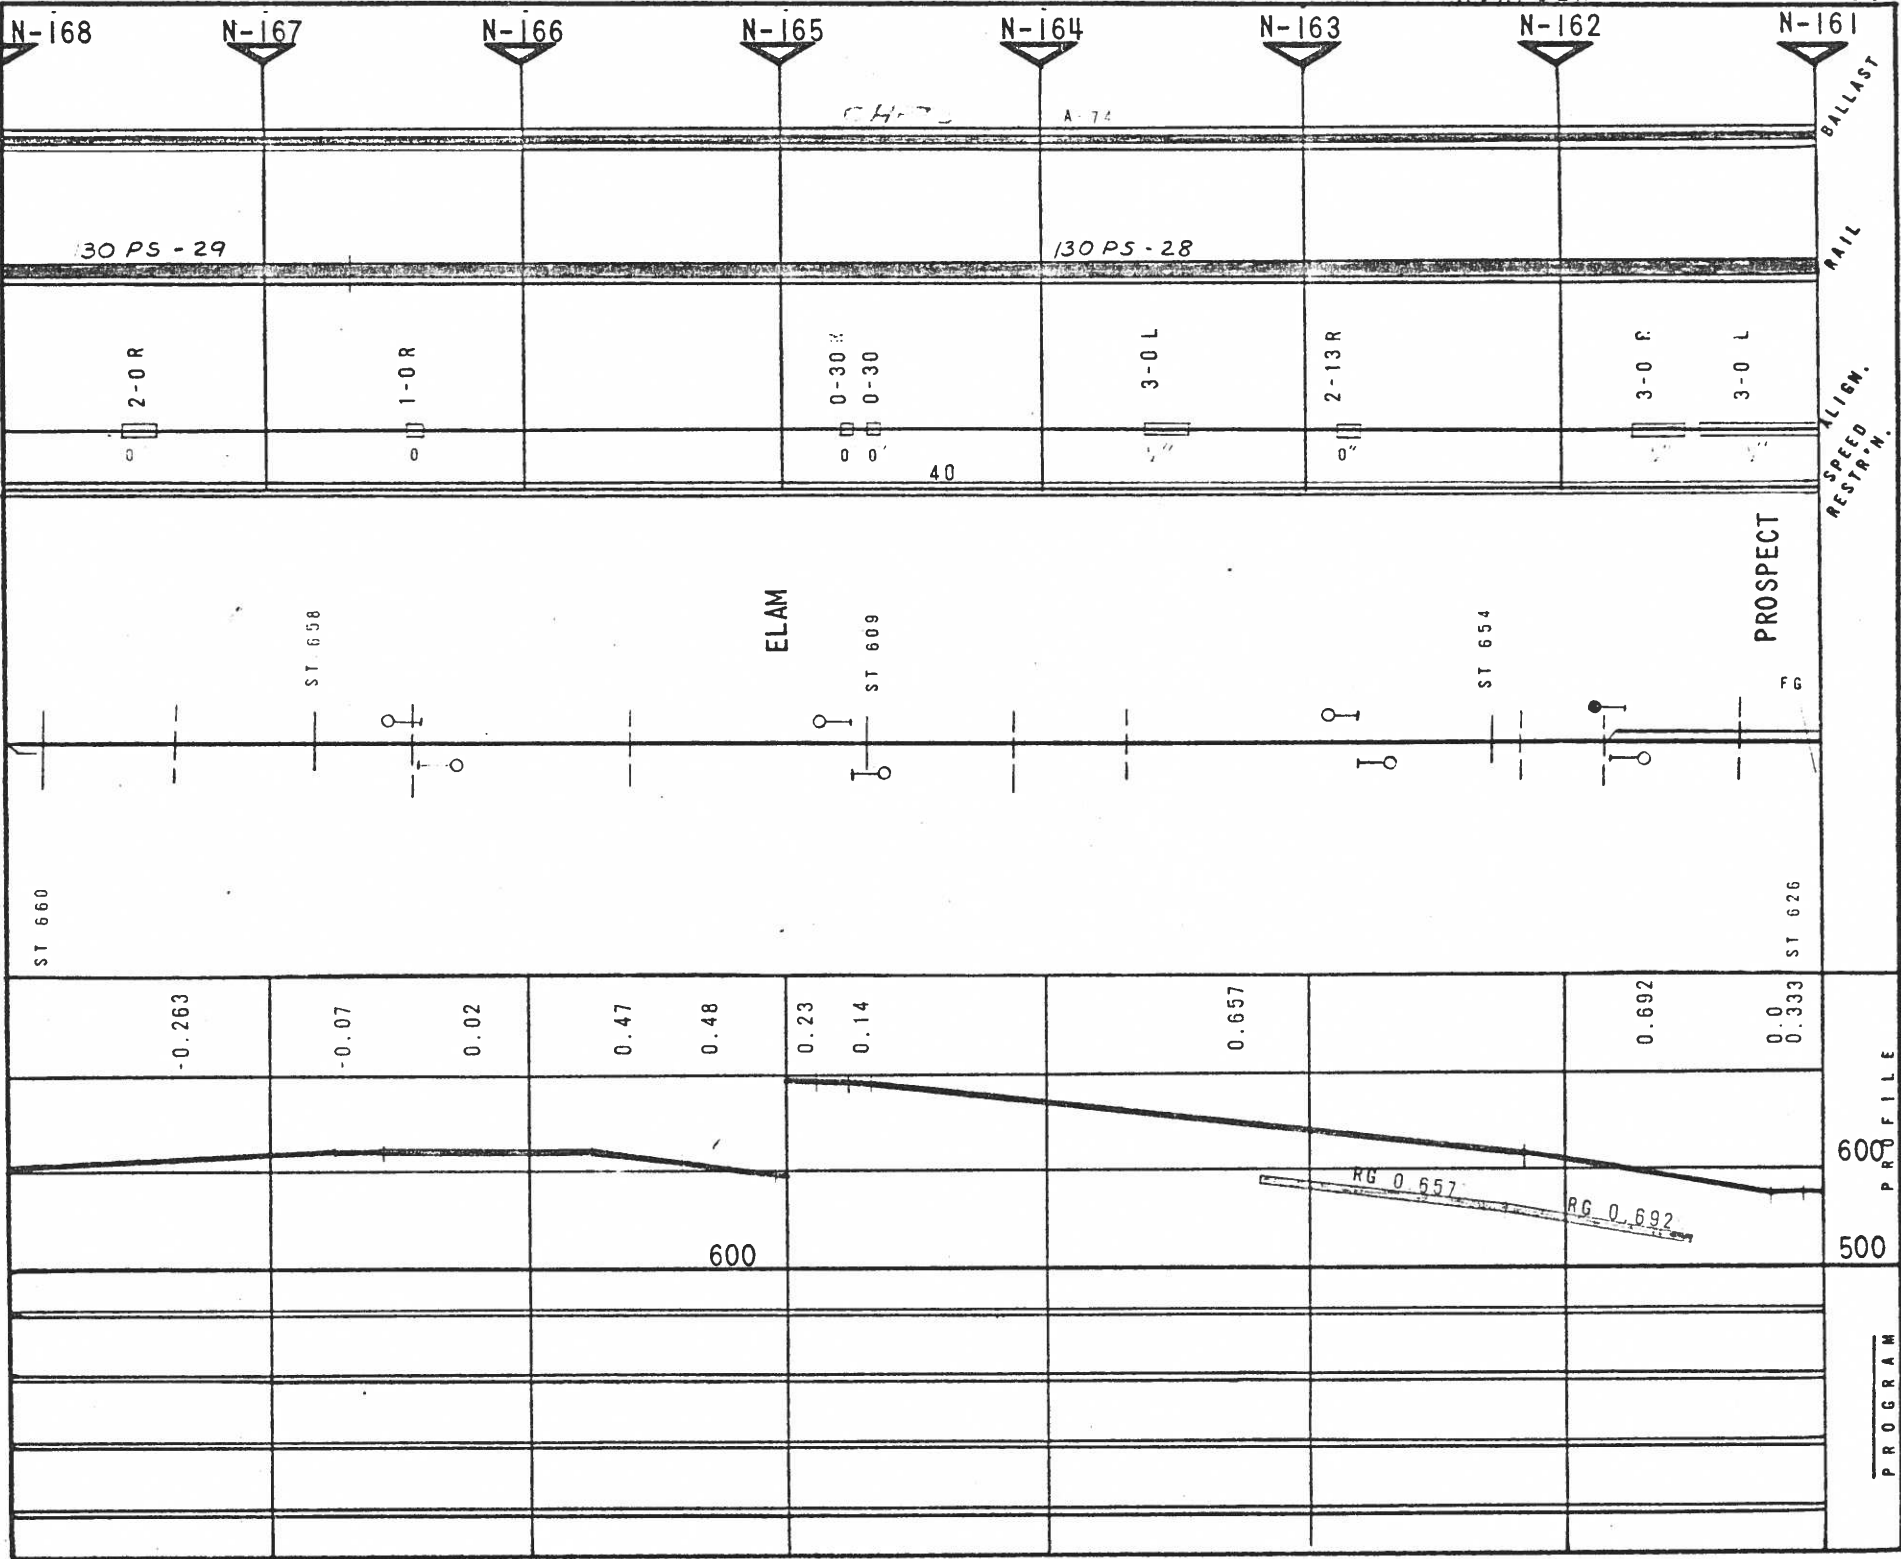 N-168 N-167 N-166 N-165 N-164 N-163 N-162 N-161
BALLAST
A-74
30 PS - 29
130 PS - 28
RAIL
2-0 R
1-0 R
0-30
0-30
3-0 L
2-13 R
3-0
3-0 L
ALIGN.
0
0
0
0'
0"
40
SPEED
RESTR'N.
ELAM
PROSPECT
ST 658
ST 609
ST 654
FG
ST 660
ST 626
-0.263
-0.07
0.02
0.47
0.48
0.23
0.14
0.657
0.692
0.0
0.333
PROFILE
600
RG 0.657
RG 0.692
600
500
PROGRAM